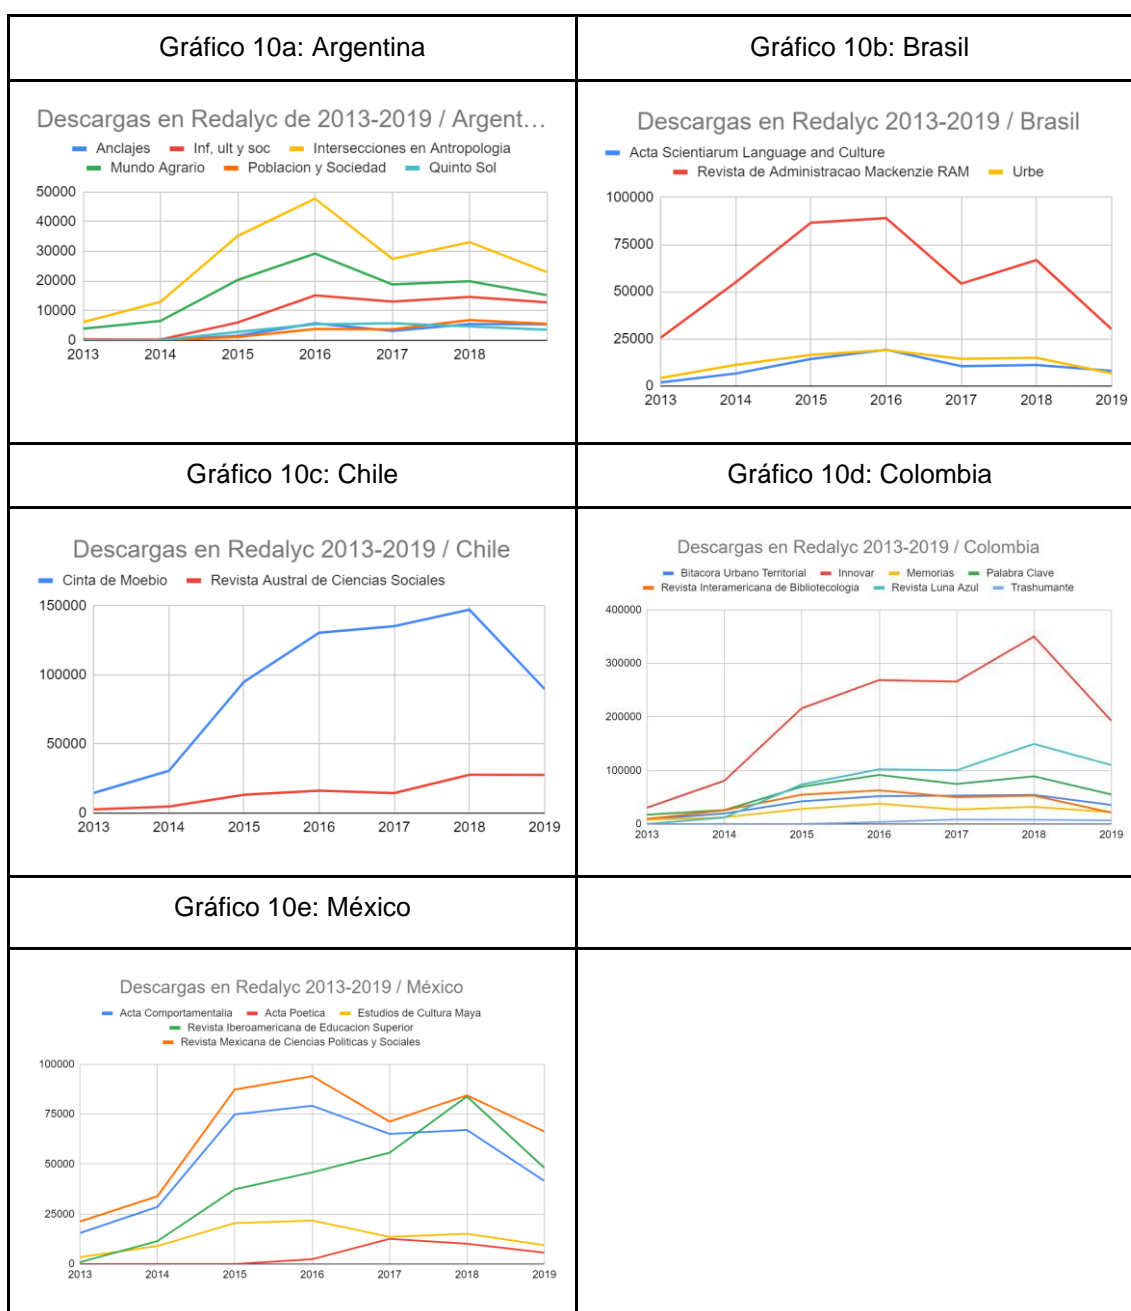 Gráfico 10a: Argentina
Gráfico 10b: Brasil
Descargas en Redalyc de 2013-2019 / Argent…
Anclajes Inf, ult y soc Intersecciones en Antropologia
Mundo Agrario Poblacion y Sociedad Quinto Sol
50000
40000
30000
20000
10000
0
2013 2014 2015 2016 2017 2018
Descargas en Redalyc 2013-2019 / Brasil
Acta Scientiarum Language and Culture
Revista de Administracao Mackenzie RAM Urbe
100000
75000
50000
25000
0
2013 2014 2015 2016 2017 2018 2019
Gráfico 10c: Chile
Gráfico 10d: Colombia
Descargas en Redalyc 2013-2019 / Chile
Cinta de Moebio Revista Austral de Ciencias Sociales
150000
100000
50000
0
2013 2014 2015 2016 2017 2018 2019
Descargas en Redalyc 2013-2019 / Colombia
Bitacora Urbano Territorial Innovar Memorias Palabra Clave
Revista Interamericana de Bibliotecologia Revista Luna Azul Trashumante
400000
300000
200000
100000
0
2013 2014 2015 2016 2017 2018 2019
Gráfico 10e: México
Descargas en Redalyc 2013-2019 / México
Acta Comportamentalia Acta Poetica Estudios de Cultura Maya
Revista Iberoamericana de Educacion Superior
Revista Mexicana de Ciencias Politicas y Sociales
100000
75000
50000
25000
0
2013 2014 2015 2016 2017 2018 2019